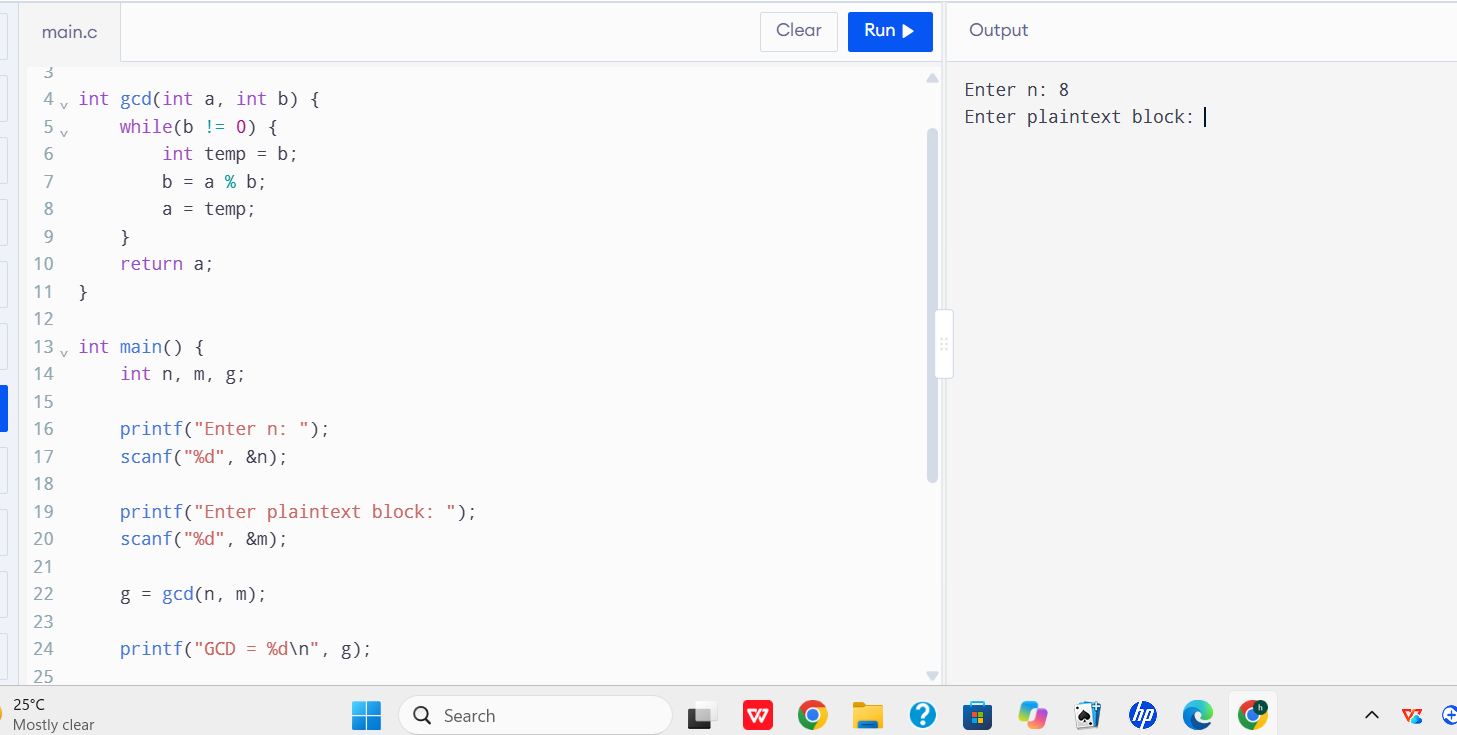 main.c
Clear
Run
Output
3
4 int gcd(int a, int b) {
5     while(b != 0) {
6         int temp = b;
7         b = a % b;
8         a = temp;
9     }
10     return a;
11 }
12
13 int main() {
14     int n, m, g;
15
16     printf("Enter n: ");
17     scanf("%d", &n);
18
19     printf("Enter plaintext block: ");
20     scanf("%d", &m);
21
22     g = gcd(n, m);
23
24     printf("GCD = %d\n", g);
25
Enter n: 8
Enter plaintext block:
25°C
Mostly clear
Search
W
?
hp
h